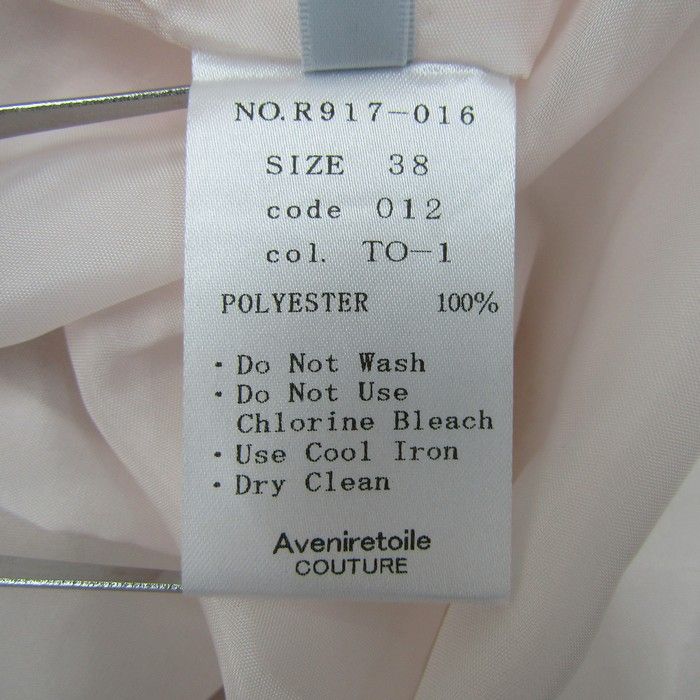 NO.R917-016
SIZE 38
code 012
col. TO-1
POLYESTER 100%
・Do Not Wash
・Do Not Use
Chlorine Bleach
・Use Cool Iron
・Dry Clean
Aveniretoile
COUTURE